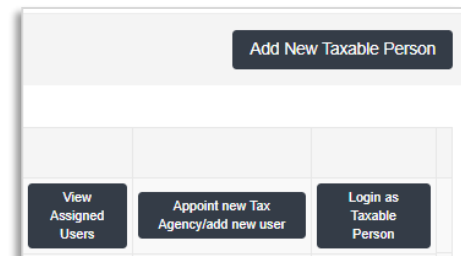 Add New Taxable Person
View
Assigned
Users
Appoint new Tax
Agency/add new user
Login as
Taxable
Person